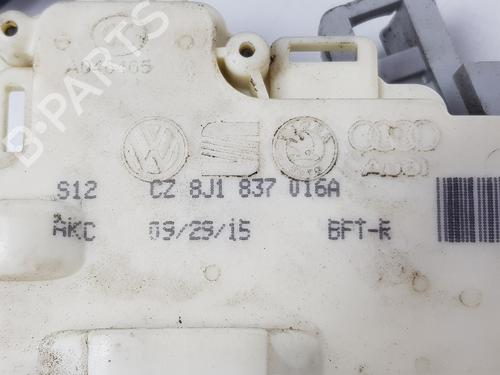 B-PARTS
S12 CZ 8J1 837 016A
AKC 09/29/15 BFT-R
Audi